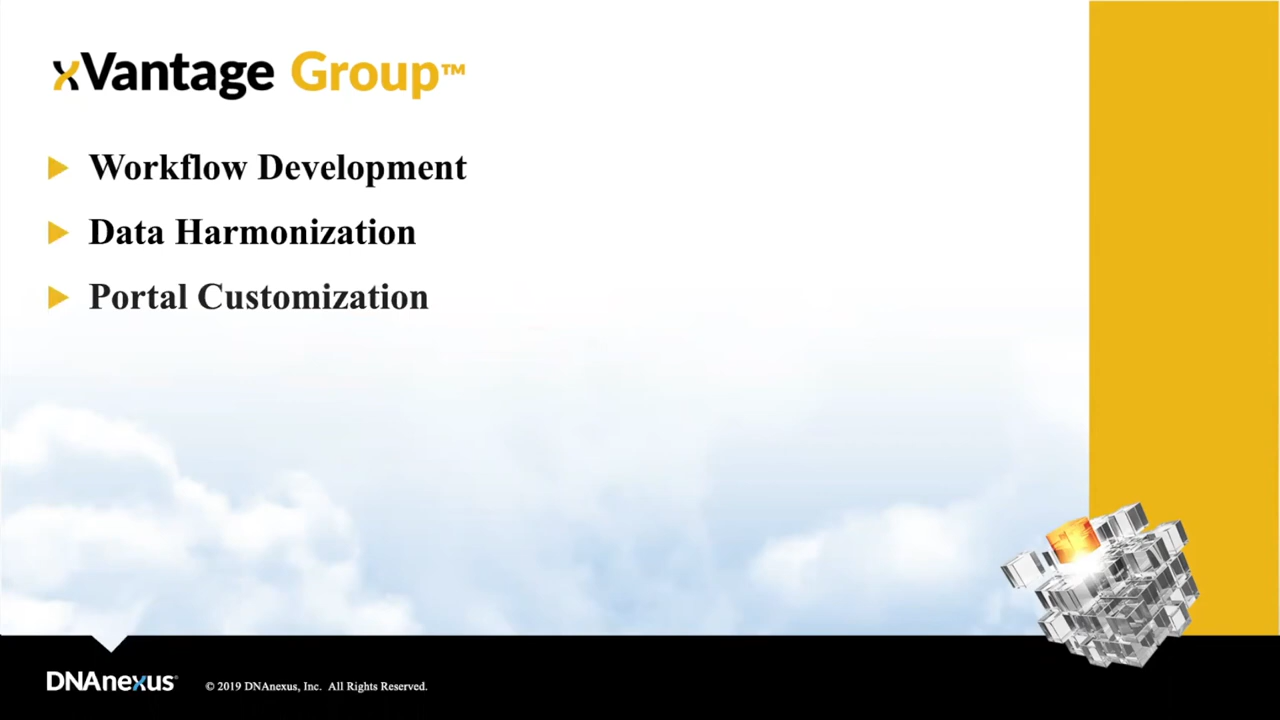 xVantage Group™
Workflow Development
Data Harmonization
Portal Customization
DNAnexus® © 2019 DNAnexus, Inc. All Rights Reserved.